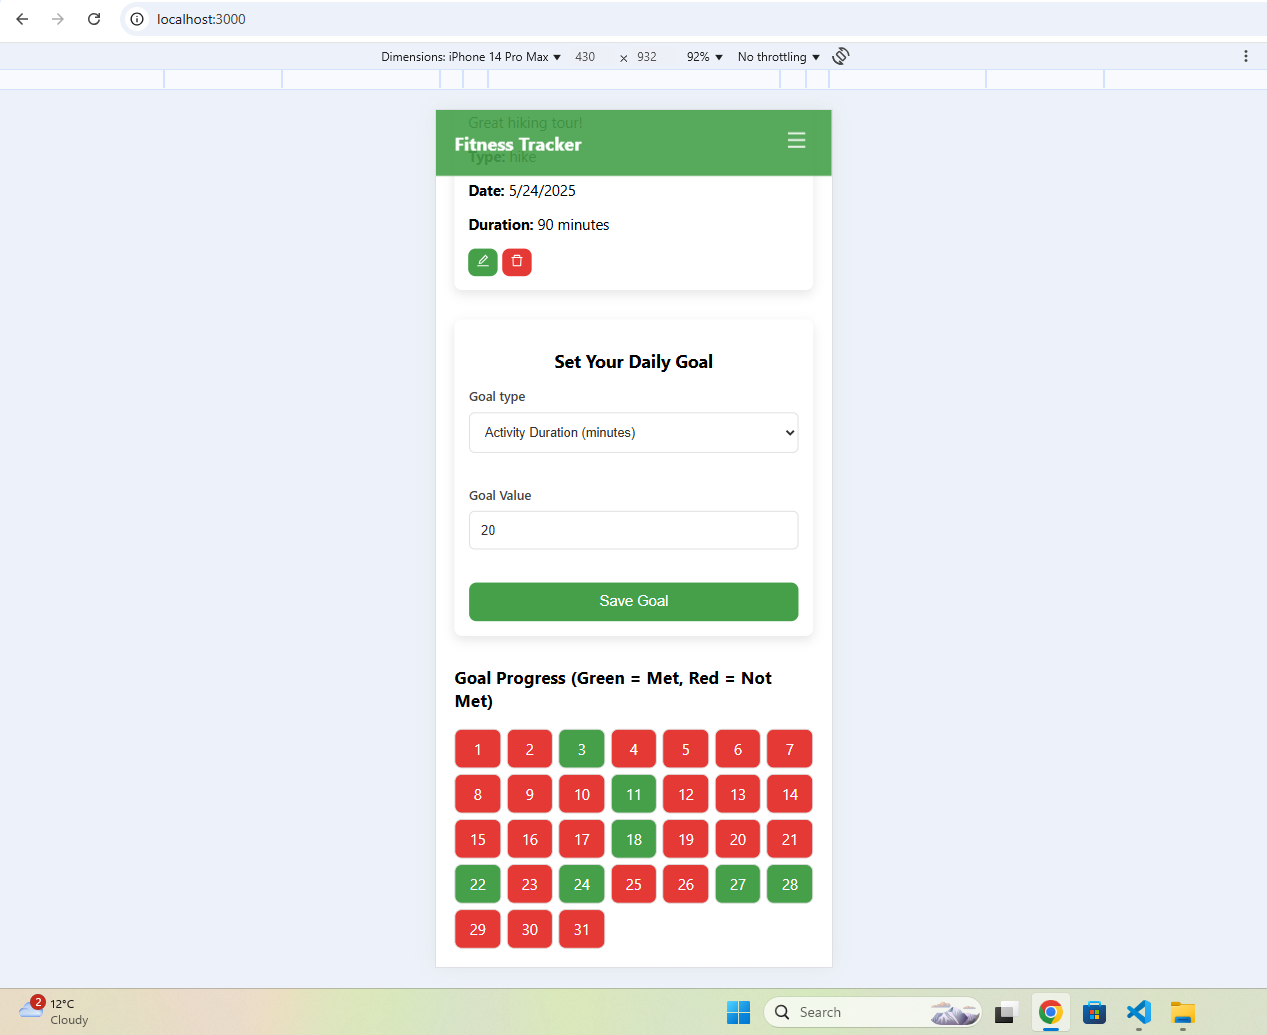 localhost:3000
Dimensions: iPhone 14 Pro Max 430 × 932 92% No throttling
Great hiking tour!
Fitness Tracker
Type: hike
Date: 5/24/2025
Duration: 90 minutes
Set Your Daily Goal
Goal type
Activity Duration (minutes)
Goal Value
20
Save Goal
Goal Progress (Green = Met, Red = Not
Met)
1 2 3 4 5 6 7
8 9 10 11 12 13 14
15 16 17 18 19 20 21
22 23 24 25 26 27 28
29 30 31
2 12°C
Cloudy
Search